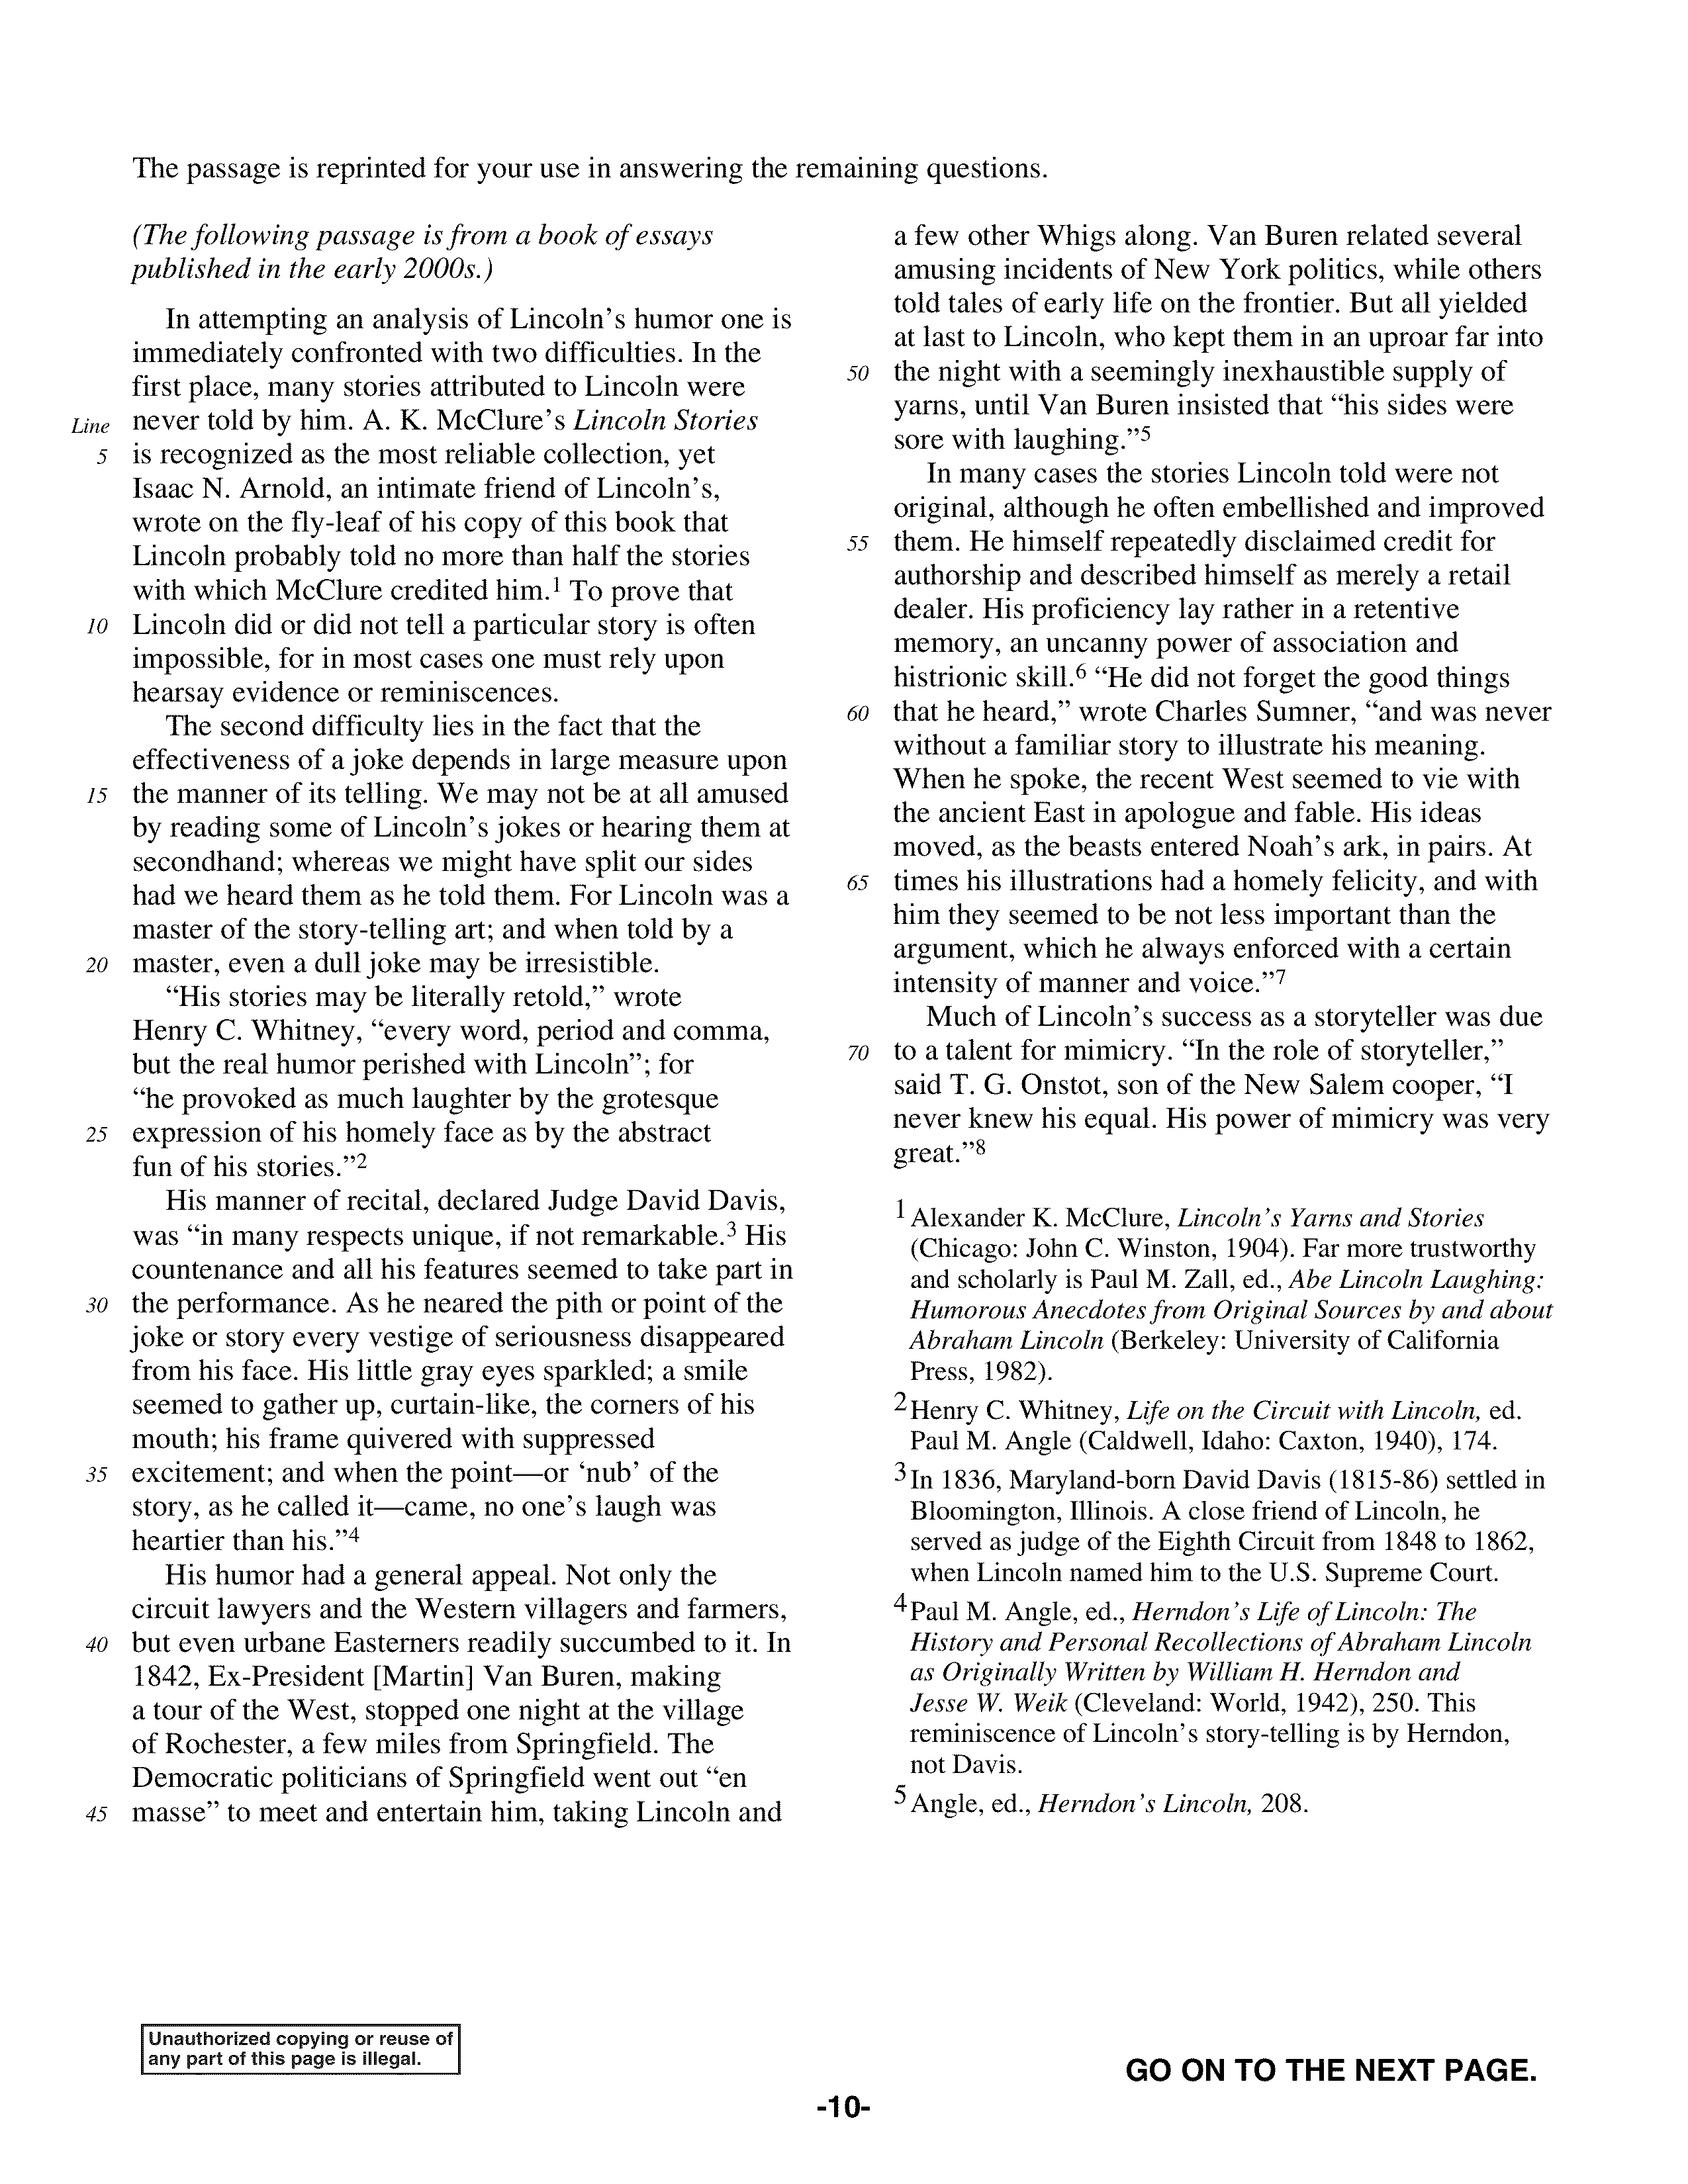 The passage is reprinted for your use in answering the remaining questions.
(The following passage is from a book of essays
published in the early 2000s.)
In attempting an analysis of Lincoln's humor one is
immediately confronted with two difficulties. In the
first place, many stories attributed to Lincoln were
Line never told by him. A. K. McClure's Lincoln Stories
5 is recognized as the most reliable collection, yet
Isaac N. Arnold, an intimate friend of Lincoln's,
wrote on the fly-leaf of his copy of this book that
Lincoln probably told no more than half the stories
with which McClure credited him.1 To prove that
10 Lincoln did or did not tell a particular story is often
impossible, for in most cases one must rely upon
hearsay evidence or reminiscences.
The second difficulty lies in the fact that the
effectiveness of a joke depends in large measure upon
15 the manner of its telling. We may not be at all amused
by reading some of Lincoln's jokes or hearing them at
secondhand; whereas we might have split our sides
had we heard them as he told them. For Lincoln was a
master of the story-telling art; and when told by a
20 master, even a dull joke may be irresistible.
“His stories may be literally retold,” wrote
Henry C. Whitney, “every word, period and comma,
but the real humor perished with Lincoln”; for
“he provoked as much laughter by the grotesque
25 expression of his homely face as by the abstract
fun of his stories.”2
His manner of recital, declared Judge David Davis,
was “in many respects unique, if not remarkable.3 His
countenance and all his features seemed to take part in
30 the performance. As he neared the pith or point of the
joke or story every vestige of seriousness disappeared
from his face. His little gray eyes sparkled; a smile
seemed to gather up, curtain-like, the corners of his
mouth; his frame quivered with suppressed
35 excitement; and when the point—or ‘nub’ of the
story, as he called it—came, no one's laugh was
heartier than his.”4
His humor had a general appeal. Not only the
circuit lawyers and the Western villagers and farmers,
40 but even urbane Easterners readily succumbed to it. In
1842, Ex-President [Martin] Van Buren, making
a tour of the West, stopped one night at the village
of Rochester, a few miles from Springfield. The
Democratic politicians of Springfield went out “en
45 masse” to meet and entertain him, taking Lincoln and
a few other Whigs along. Van Buren related several
amusing incidents of New York politics, while others
told tales of early life on the frontier. But all yielded
at last to Lincoln, who kept them in an uproar far into
50 the night with a seemingly inexhaustible supply of
yarns, until Van Buren insisted that “his sides were
sore with laughing.”5
In many cases the stories Lincoln told were not
original, although he often embellished and improved
55 them. He himself repeatedly disclaimed credit for
authorship and described himself as merely a retail
dealer. His proficiency lay rather in a retentive
memory, an uncanny power of association and
histrionic skill.6 “He did not forget the good things
60 that he heard,” wrote Charles Sumner, “and was never
without a familiar story to illustrate his meaning.
When he spoke, the recent West seemed to vie with
the ancient East in apologue and fable. His ideas
moved, as the beasts entered Noah's ark, in pairs. At
65 times his illustrations had a homely felicity, and with
him they seemed to be not less important than the
argument, which he always enforced with a certain
intensity of manner and voice.”7
Much of Lincoln's success as a storyteller was due
70 to a talent for mimicry. “In the role of storyteller,”
said T. G. Onstot, son of the New Salem cooper, “I
never knew his equal. His power of mimicry was very
great.”8
1 Alexander K. McClure, Lincoln's Yarns and Stories
(Chicago: John C. Winston, 1904). Far more trustworthy
and scholarly is Paul M. Zall, ed., Abe Lincoln Laughing:
Humorous Anecdotes from Original Sources by and about
Abraham Lincoln (Berkeley: University of California
Press, 1982).
2 Henry C. Whitney, Life on the Circuit with Lincoln, ed.
Paul M. Angle (Caldwell, Idaho: Caxton, 1940), 174.
3 In 1836, Maryland-born David Davis (1815-86) settled in
Bloomington, Illinois. A close friend of Lincoln, he
served as judge of the Eighth Circuit from 1848 to 1862,
when Lincoln named him to the U.S. Supreme Court.
4 Paul M. Angle, ed., Herndon's Life of Lincoln: The
History and Personal Recollections of Abraham Lincoln
as Originally Written by William H. Herndon and
Jesse W. Weik (Cleveland: World, 1942), 250. This
reminiscence of Lincoln's story-telling is by Herndon,
not Davis.
5 Angle, ed., Herndon's Lincoln, 208.
Unauthorized copying or reuse of
any part of this page is illegal.
GO ON TO THE NEXT PAGE.
-10-